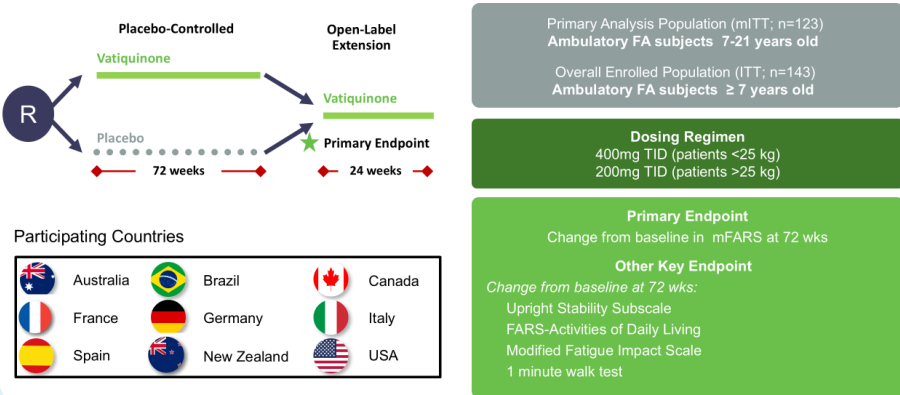 Placebo-Controlled
Open-Label
Extension
Vatiquinone
R
Vatiquinone
Placebo
Primary Endpoint
72 weeks
24 weeks
Participating Countries
Australia
Brazil
Canada
France
Germany
Italy
Spain
New Zealand
USA
Primary Analysis Population (mITT; n=123)
Ambulatory FA subjects 7-21 years old
Overall Enrolled Population (ITT; n=143)
Ambulatory FA subjects ≥ 7 years old
Dosing Regimen
400mg TID (patients <25 kg)
200mg TID (patients >25 kg)
Primary Endpoint
Change from baseline in mFARS at 72 wks
Other Key Endpoint
Change from baseline at 72 wks:
Upright Stability Subscale
FARS-Activities of Daily Living
Modified Fatigue Impact Scale
1 minute walk test